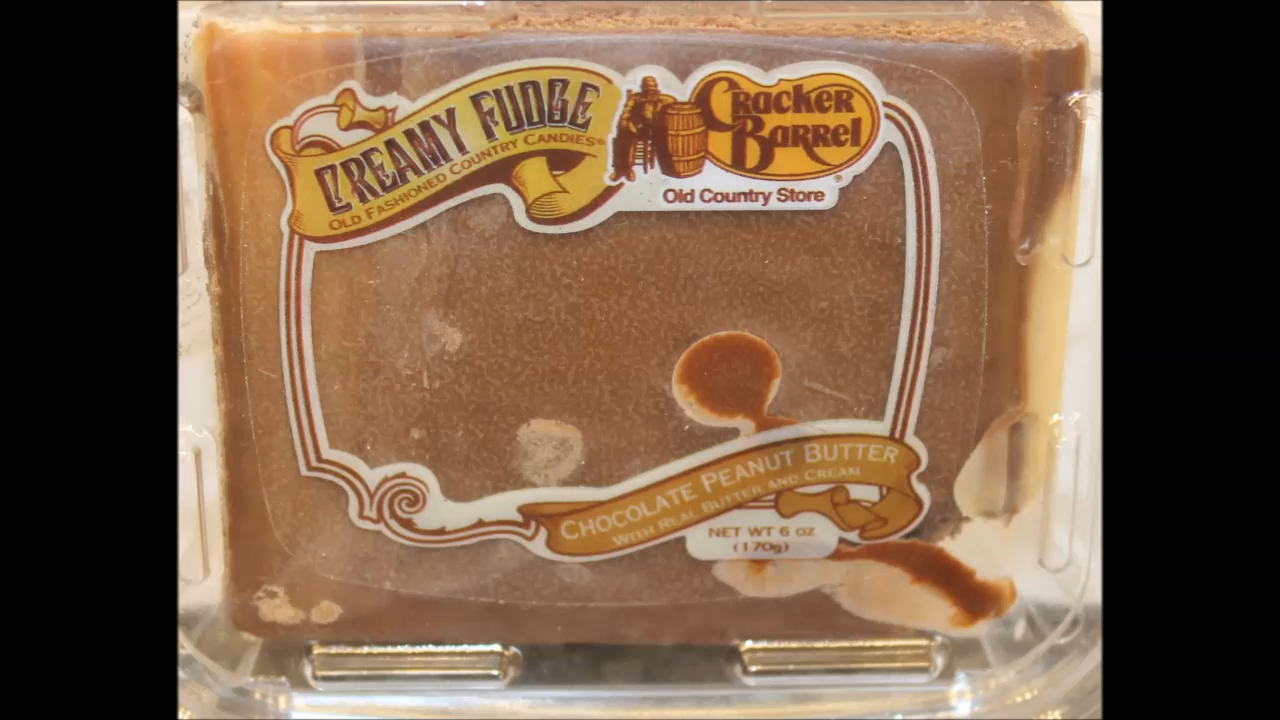 CREAMY FUDGE
OLD FASHIONED COUNTRY CANDIES®
Cracker
Barrel®
Old Country Store
CHOCOLATE PEANUT BUTTER
WITH REAL BUTTER AND CREAM
NET WT 6 oz
(170g)